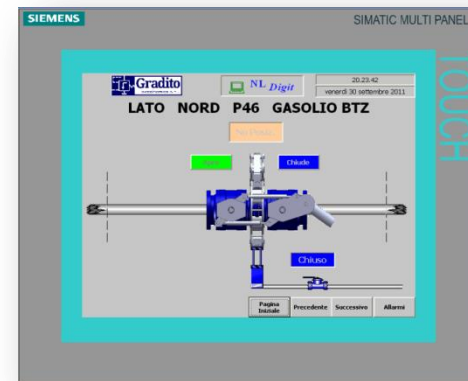 SIEMENS
SIMATIC MULTI PANEL
TOUCH
Gradito
NL Digit
20.23.42
venerdì 30 settembre 2011
LATO NORD P46 GASOLIO BTZ
Chiude
Chiuso
Pagina
Iniziale
Precedente
Successivo
Allarmi